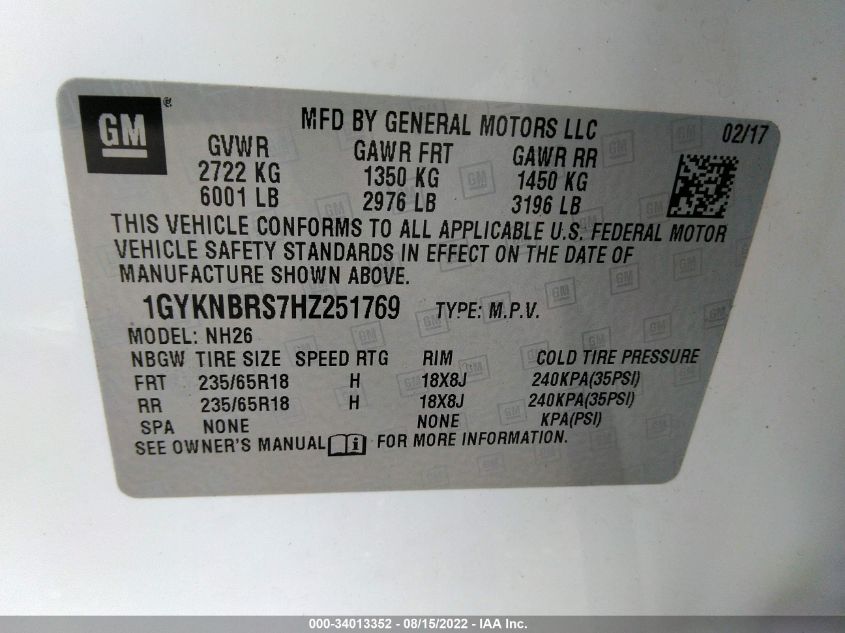 GM ®
MFD BY GENERAL MOTORS LLC 02/17
GVWR GAWR FRT GAWR RR
2722 KG 1350 KG 1450 KG
6001 LB 2976 LB 3196 LB
THIS VEHICLE CONFORMS TO ALL APPLICABLE U.S. FEDERAL MOTOR
VEHICLE SAFETY STANDARDS IN EFFECT ON THE DATE OF
MANUFACTURE SHOWN ABOVE.
1GYKNBRS7HZ251769 TYPE: M.P.V.
MODEL: NH26
NBGW TIRE SIZE SPEED RTG RIM COLD TIRE PRESSURE
FRT 235/65R18 H 18X8J 240KPA(35PSI)
RR 235/65R18 H 18X8J 240KPA(35PSI)
SPA NONE NONE KPA(PSI)
SEE OWNER'S MANUAL i FOR MORE INFORMATION.
000-34013352 - 08/15/2022 - IAA Inc.